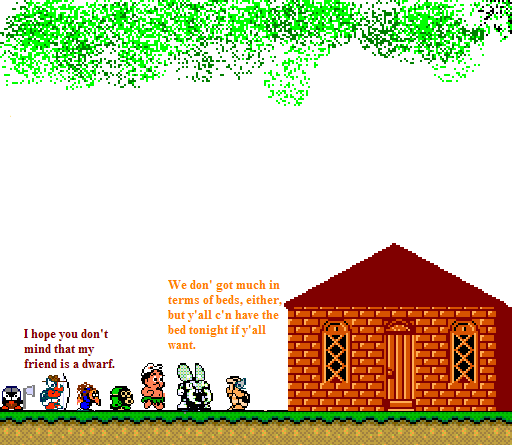 We don' got much in
terms of beds, either,
but y'all c'n have the
bed tonight if y'all
want.
I hope you don't
mind that my
friend is a dwarf.